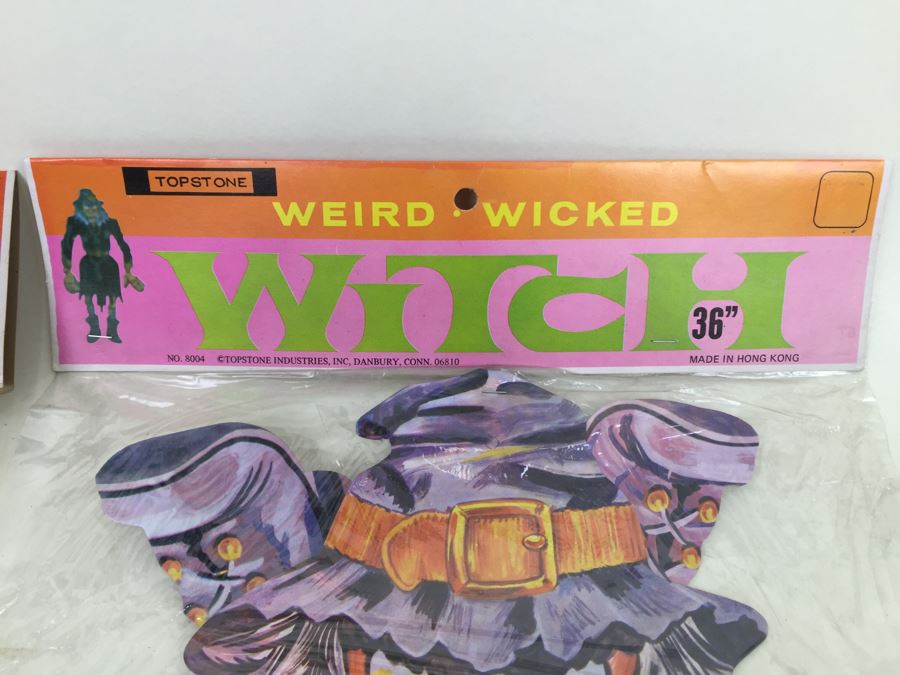 TOPSTONE
WEIRD · WICKED
WiTCH
36”
NO. 8004 ©TOPSTONE INDUSTRIES, INC, DANBURY, CONN. 06810
MADE IN HONG KONG